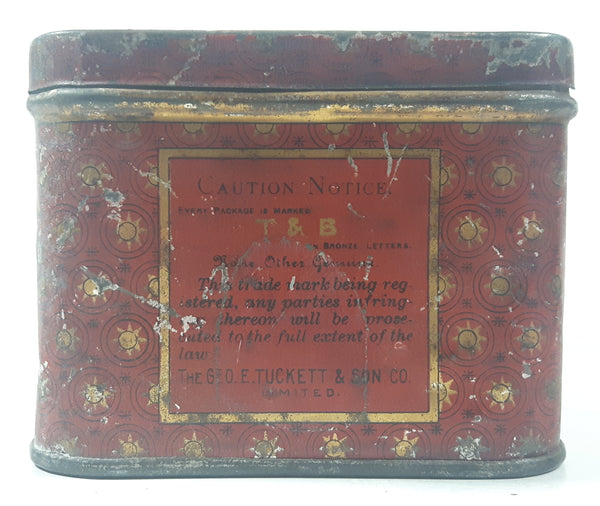 CAUTION NOTICE.
EVERY PACKAGE IS MARKED
T & B
IN BRONZE LETTERS.
None Other Genuine
This trade mark being reg-
istered, any parties infring-
ing thereon will be prose-
cuted to the full extent of the
law
THE GEO. E. TUCKETT & SON CO.
LIMITED.